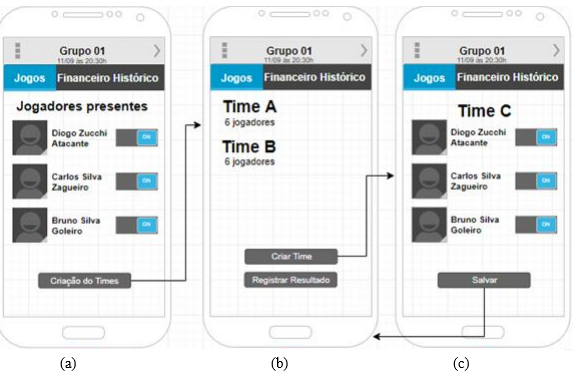 Grupo 01
11/09 às 20:30h
Jogos Financeiro Histórico
Jogadores presentes
Diogo Zucchi
Atacante
ON
Carlos Silva
Zagueiro
ON
Bruno Silva
Goleiro
ON
Criação do Times
(a)
Grupo 01
11/09 às 20:30h
Jogos Financeiro Histórico
Time A
6 jogadores
Time B
6 jogadores
Criar Time
Registrar Resultado
(b)
Grupo 01
11/09 às 20:30h
Jogos Financeiro Histórico
Time C
Diogo Zucchi
Atacante
ON
Carlos Silva
Zagueiro
ON
Bruno Silva
Goleiro
ON
Salvar
(c)